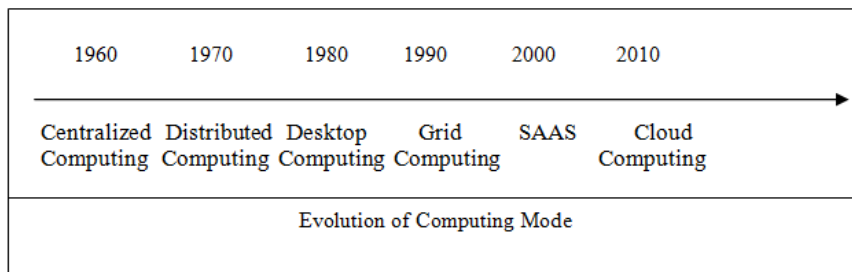 1960 1970 1980 1990 2000 2010
Centralized Distributed Desktop Grid SAAS Cloud
Computing Computing Computing Computing Computing
Evolution of Computing Mode